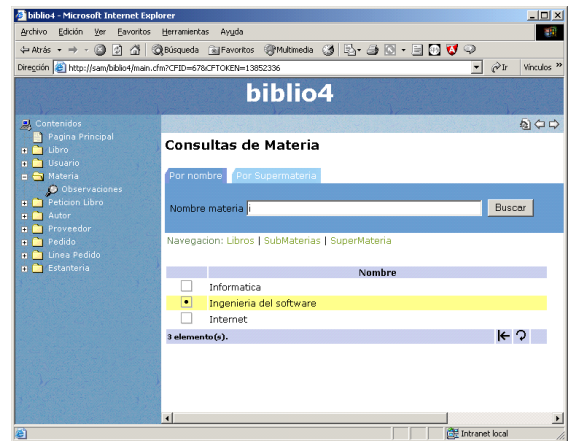 biblio4 - Microsoft Internet Explorer
Archivo Edición Ver Favoritos Herramientas Ayuda
Atrás Búsqueda Favoritos Multimedia
Dirección http://sam/biblio4/main.cfm?CFID=67&CFTOKEN=13852336 Ir Vínculos »
biblio4
Contenidos
Pagina Principal
Libro
Usuario
Materia
Observaciones
Peticion Libro
Autor
Proveedor
Pedido
Linea Pedido
Estanteria
Consultas de Materia
Por nombre Por Supermateria
Nombre materia i Buscar
Navegacion: Libros | SubMaterias | SuperMateria
Nombre
Informatica
Ingenieria del software
Internet
3 elemento(s).
Intranet local